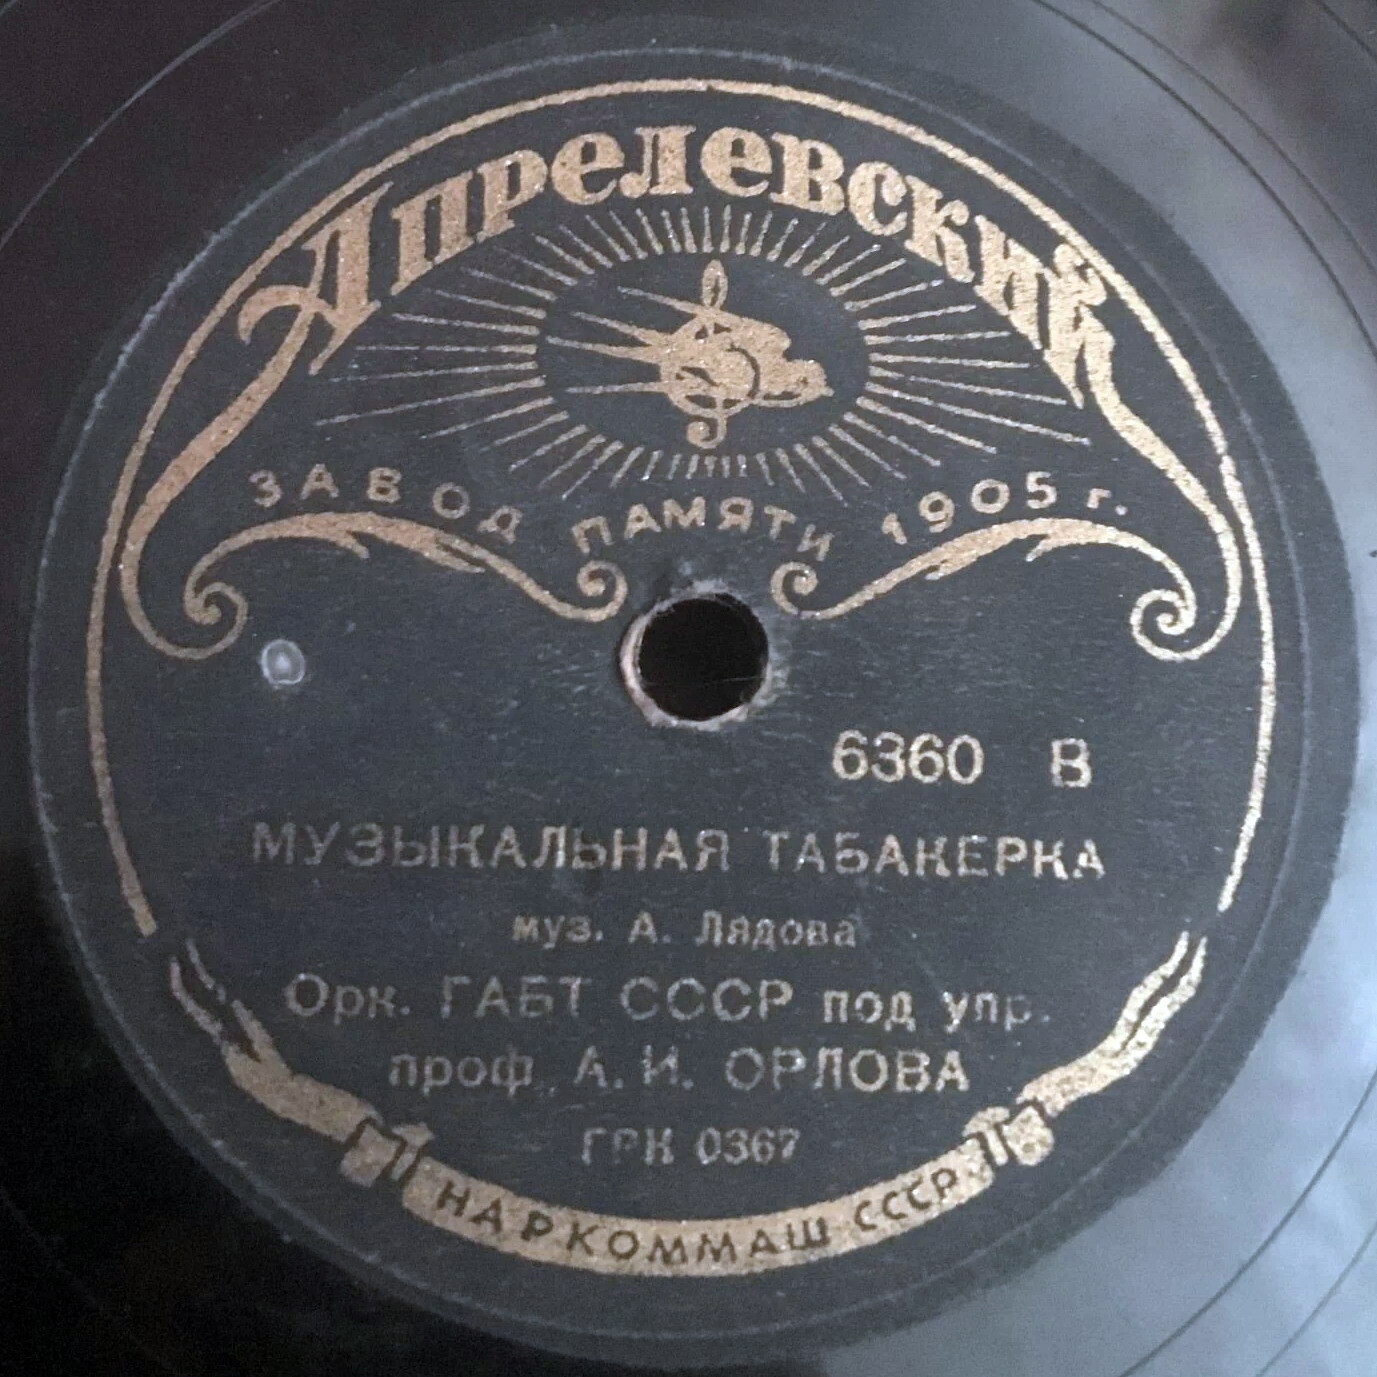 Апрелевский
ЗАВОД ПАМЯТИ 1905 г.
6360 В
МУЗЫКАЛЬНАЯ ТАБАКЕРКА
муз. А. Лядова
Орк. ГАБТ СССР под упр.
проф. А. И. ОРЛОВА
ГРК 0367
НАРКОММАШ СССР